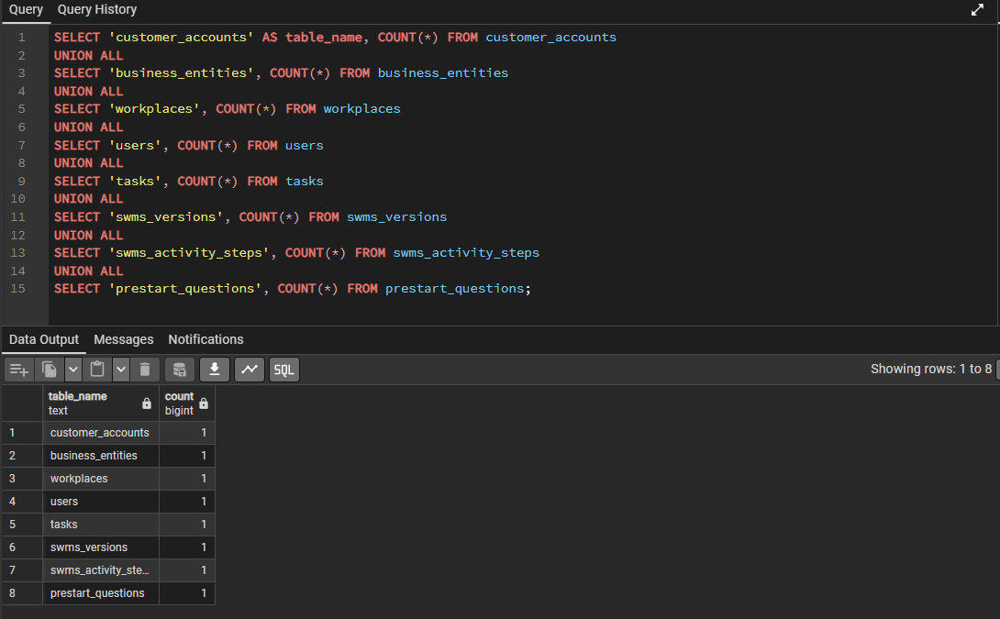 Query Query History
1 SELECT 'customer_accounts' AS table_name, COUNT(*) FROM customer_accounts
2 UNION ALL
3 SELECT 'business_entities', COUNT(*) FROM business_entities
4 UNION ALL
5 SELECT 'workplaces', COUNT(*) FROM workplaces
6 UNION ALL
7 SELECT 'users', COUNT(*) FROM users
8 UNION ALL
9 SELECT 'tasks', COUNT(*) FROM tasks
10 UNION ALL
11 SELECT 'swms_versions', COUNT(*) FROM swms_versions
12 UNION ALL
13 SELECT 'swms_activity_steps', COUNT(*) FROM swms_activity_steps
14 UNION ALL
15 SELECT 'prestart_questions', COUNT(*) FROM prestart_questions;
Data Output Messages Notifications
SQL Showing rows: 1 to 8
table_name count
text bigint
1 customer_accounts 1
2 business_entities 1
3 workplaces 1
4 users 1
5 tasks 1
6 swms_versions 1
7 swms_activity_ste... 1
8 prestart_questions 1